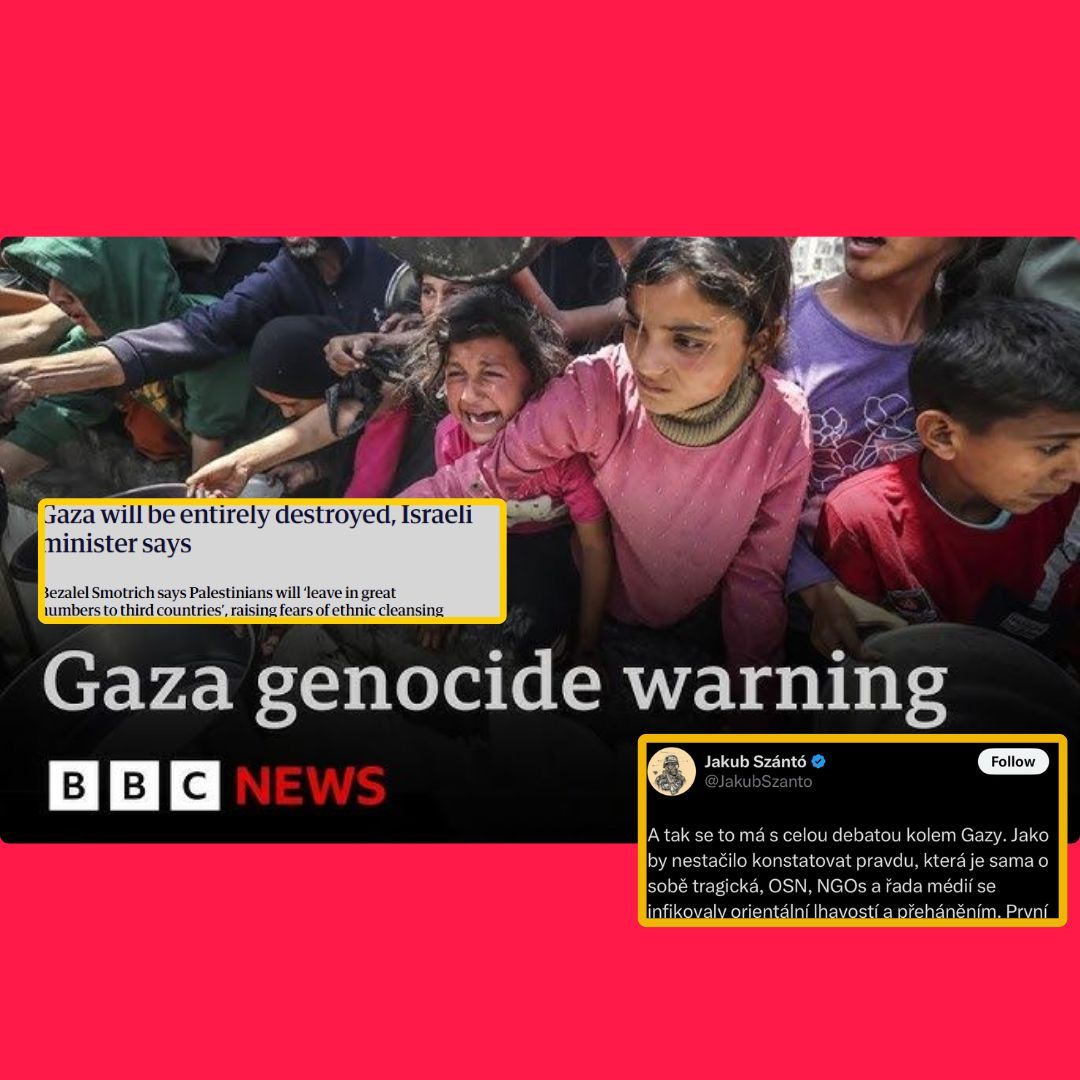 Gaza will be entirely destroyed, Israeli
minister says
Bezalel Smotrich says Palestinians will ‘leave in great
numbers to third countries’, raising fears of ethnic cleansing
Gaza genocide warning
BBC NEWS
Jakub Szántó
@JakubSzanto
Follow
A tak se to má s celou debatou kolem Gazy. Jako
by nestačilo konstatovat pravdu, která je sama o
sobě tragická, OSN, NGOs a řada médií se
infikovaly orientální lhavostí a přeháněním. První